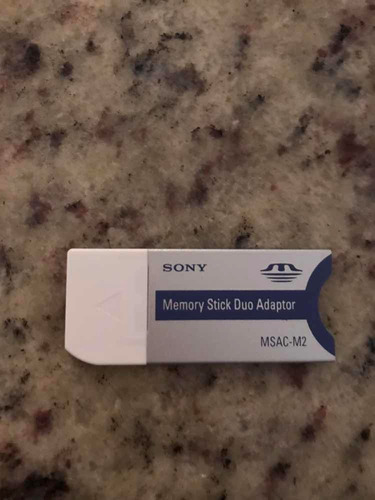 SONY
Memory Stick Duo Adaptor
MSAC-M2